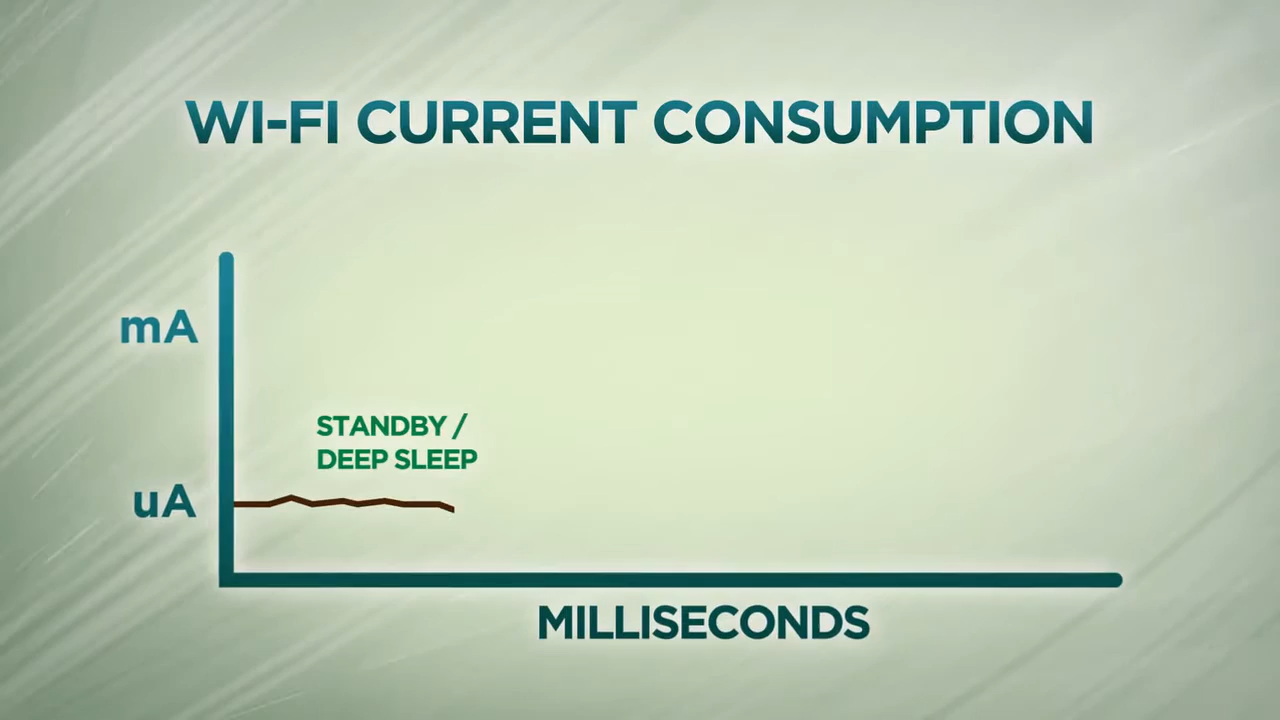 WI-FI CURRENT CONSUMPTION
mA
STANDBY /
DEEP SLEEP
uA
MILLISECONDS